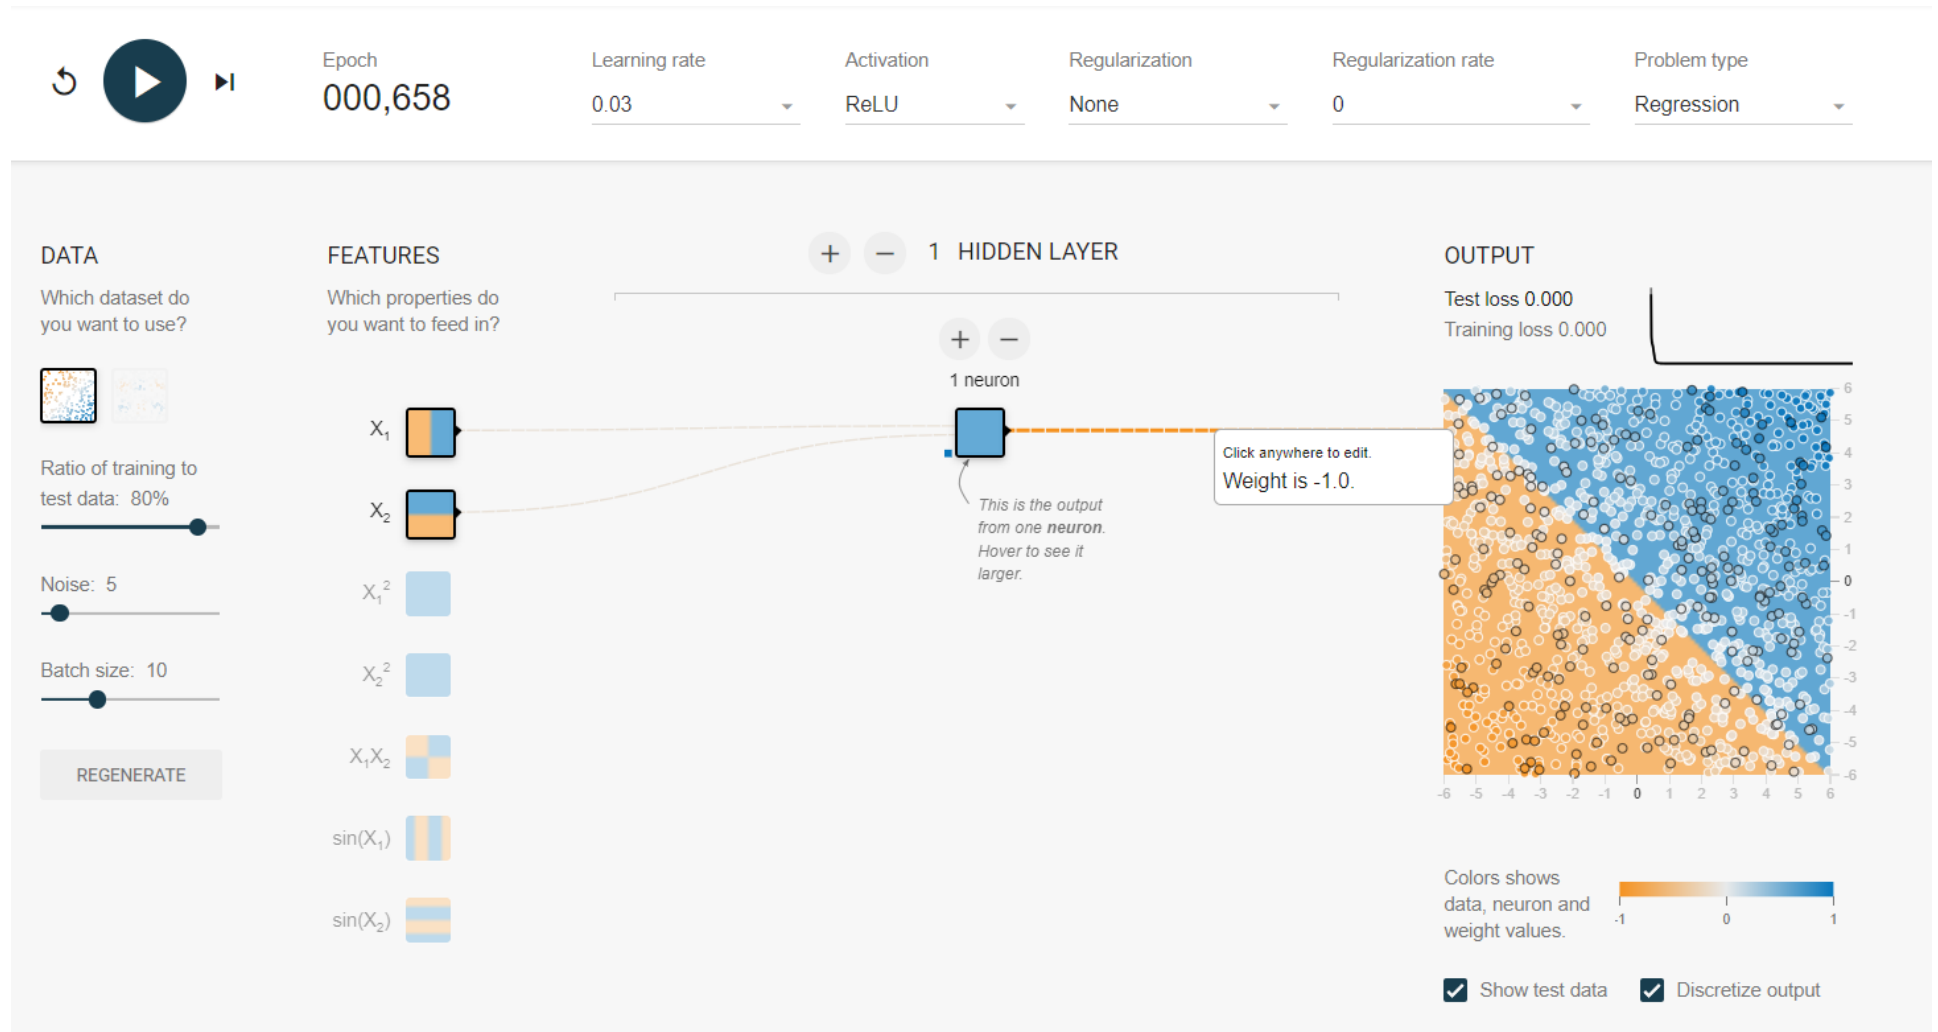 Epoch
000,658
Learning rate
0.03
Activation
ReLU
Regularization
None
Regularization rate
0
Problem type
Regression
DATA
Which dataset do
you want to use?
Ratio of training to
test data: 80%
Noise: 5
Batch size: 10
REGENERATE
FEATURES
Which properties do
you want to feed in?
X1
X2
X1²
X2²
X1X2
sin(X1)
sin(X2)
+ − 1 HIDDEN LAYER
+ −
1 neuron
This is the output
from one neuron.
Hover to see it
larger.
Click anywhere to edit.
Weight is -1.0.
OUTPUT
Test loss 0.000
Training loss 0.000
6
5
4
3
2
1
0
-1
-2
-3
-4
-5
-6
-6 -5 -4 -3 -2 -1 0 1 2 3 4 5 6
Colors shows
data, neuron and
weight values.
-1 0 1
Show test data
Discretize output